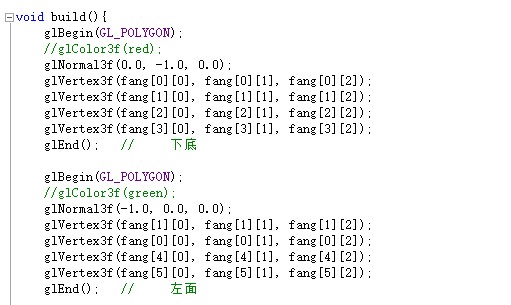 void build(){
glBegin(GL_POLYGON);
//glColor3f(red);
glNormal3f(0.0, -1.0, 0.0);
glVertex3f(fang[0][0], fang[0][1], fang[0][2]);
glVertex3f(fang[1][0], fang[1][1], fang[1][2]);
glVertex3f(fang[2][0], fang[2][1], fang[2][2]);
glVertex3f(fang[3][0], fang[3][1], fang[3][2]);
glEnd(); // 下底
glBegin(GL_POLYGON);
//glColor3f(green);
glNormal3f(-1.0, 0.0, 0.0);
glVertex3f(fang[1][0], fang[1][1], fang[1][2]);
glVertex3f(fang[0][0], fang[0][1], fang[0][2]);
glVertex3f(fang[4][0], fang[4][1], fang[4][2]);
glVertex3f(fang[5][0], fang[5][1], fang[5][2]);
glEnd(); // 左面